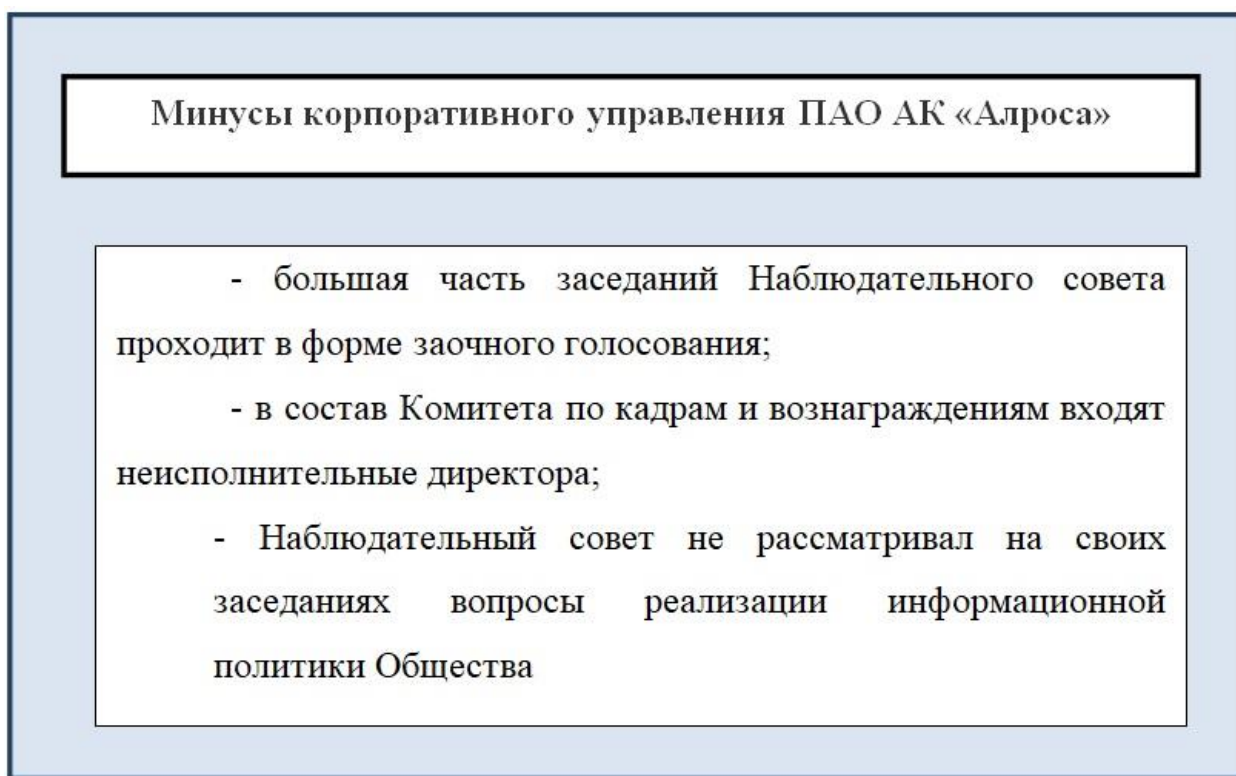 Минусы корпоративного управления ПАО АК «Алроса»
- большая часть заседаний Наблюдательного совета
проходит в форме заочного голосования;
- в состав Комитета по кадрам и вознаграждениям входят
неисполнительные директора;
- Наблюдательный совет не рассматривал на своих
заседаниях вопросы реализации информационной
политики Общества